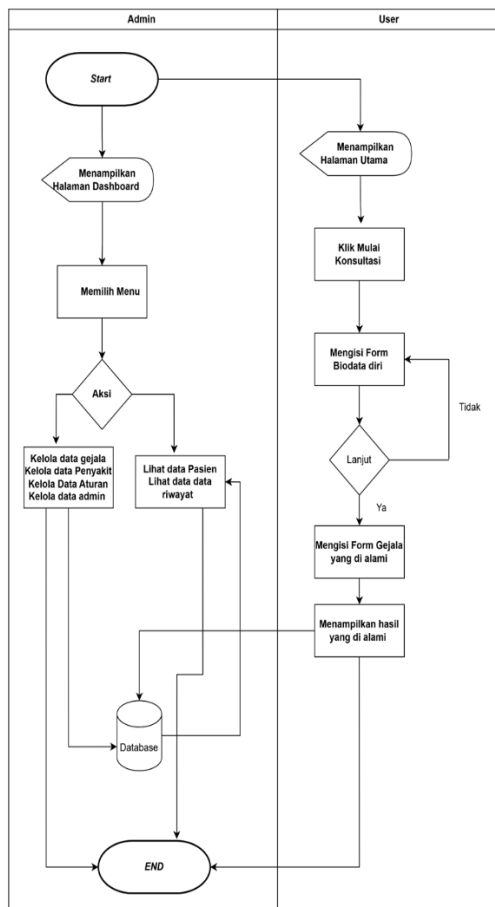 Admin
User
Start
Menampilkan
Halaman Dashboard
Memilih Menu
Aksi
Kelola data gejala
Kelola data Penyakit
Kelola Data Aturan
Kelola data admin
Lihat data Pasien
Lihat data data
riwayat
Database
END
Menampilkan
Halaman Utama
Klik Mulai
Konsultasi
Mengisi Form
Biodata diri
Tidak
Lanjut
Ya
Mengisi Form Gejala
yang di alami
Menampilkan hasil
yang di alami